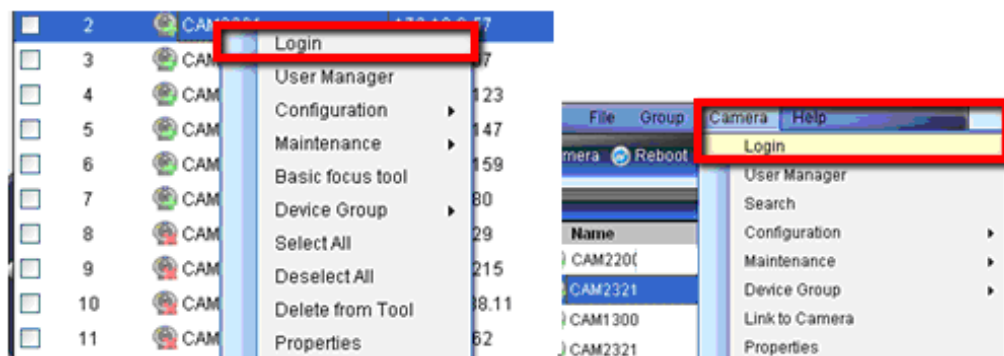 2 CAM
Login
3 CAM 7
User Manager
4 CAM 123
Configuration
5 CAM 147
Maintenance
6 CAM 159
Basic focus tool
7 CAM 80
Device Group
8 CAM 29
Select All
9 CAM 215
Deselect All
10 CAM 38.11
Delete from Tool
11 CAM 62
Properties
File Group Camera Help
mera Reboot
Login
User Manager
Search
Name
Configuration
CAM2200
Maintenance
CAM2321
Device Group
CAM1300
Link to Camera
CAM2321
Properties